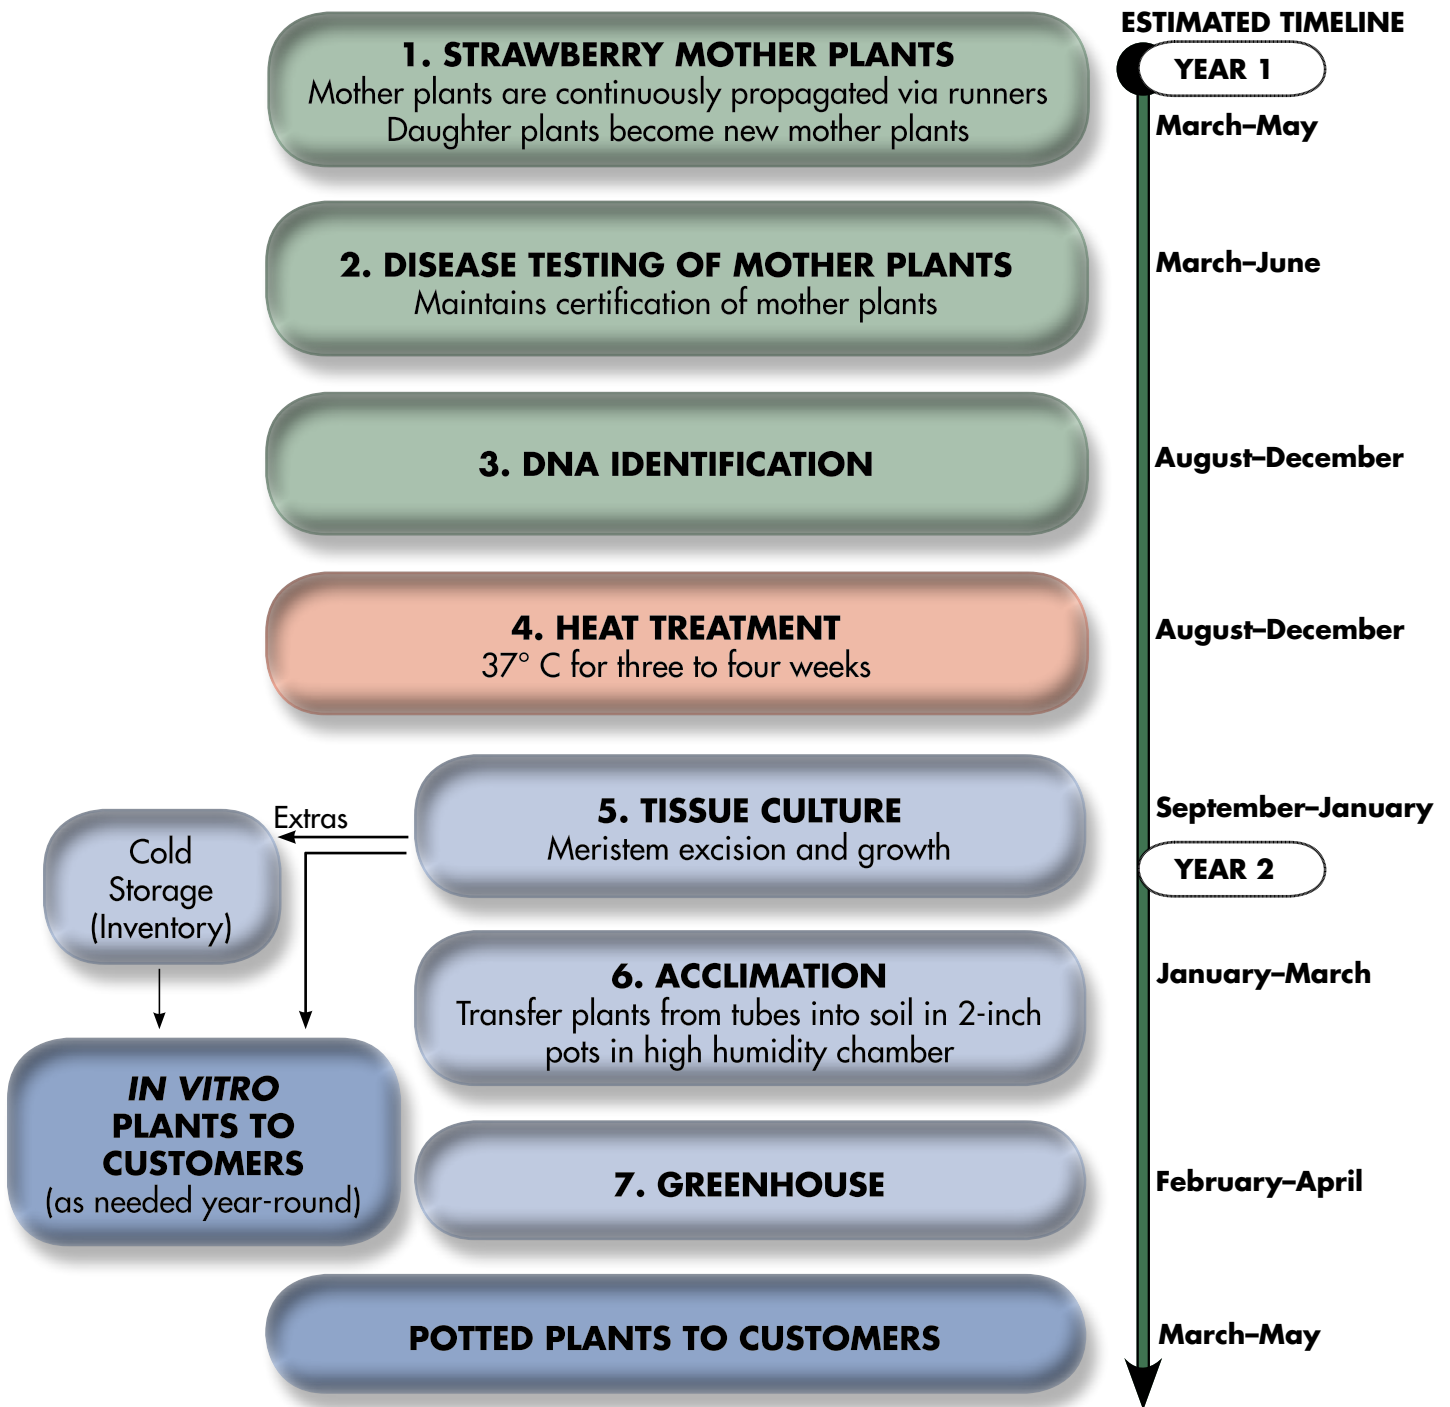 ESTIMATED TIMELINE
YEAR 1
1. STRAWBERRY MOTHER PLANTS
Mother plants are continuously propagated via runners
Daughter plants become new mother plants
March–May
2. DISEASE TESTING OF MOTHER PLANTS
Maintains certification of mother plants
March–June
3. DNA IDENTIFICATION
August–December
4. HEAT TREATMENT
37° C for three to four weeks
August–December
5. TISSUE CULTURE
Meristem excision and growth
September–January
Extras
Cold
Storage
(Inventory)
YEAR 2
6. ACCLIMATION
Transfer plants from tubes into soil in 2-inch
pots in high humidity chamber
January–March
IN VITRO
PLANTS TO
CUSTOMERS
(as needed year-round)
7. GREENHOUSE
February–April
POTTED PLANTS TO CUSTOMERS
March–May